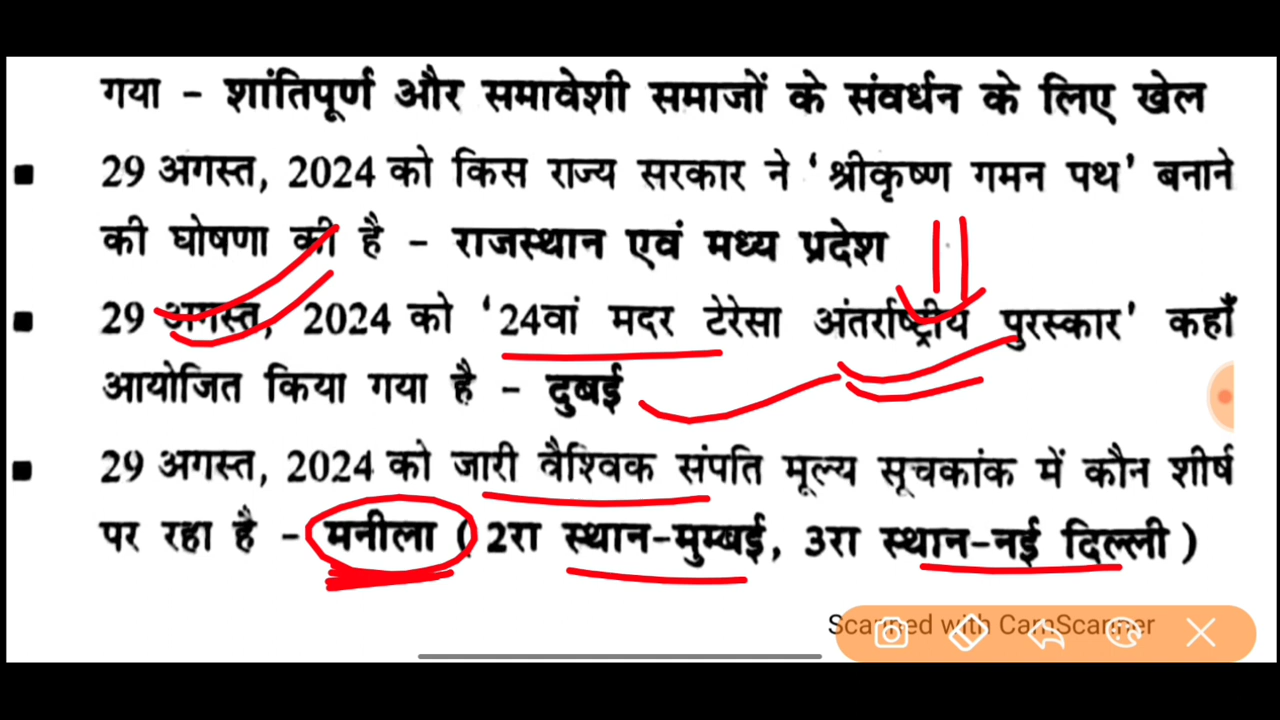 गया - शांतिपूर्ण और समावेशी समाजों के संवर्धन के लिए खेल
29 अगस्त, 2024 को किस राज्य सरकार ने 'श्रीकृष्ण गमन पथ' बनाने
की घोषणा की है - राजस्थान एवं मध्य प्रदेश
29 अगस्त, 2024 को '24वां मदर टेरेसा अंतर्राष्ट्रीय पुरस्कार' कहाँ
आयोजित किया गया है - दुबई
29 अगस्त, 2024 को जारी वैश्विक संपति मूल्य सूचकांक में कौन शीर्ष
पर रहा है - मनीला (2रा स्थान-मुम्बई, 3रा स्थान-नई दिल्ली)
Scanned with CamScanner